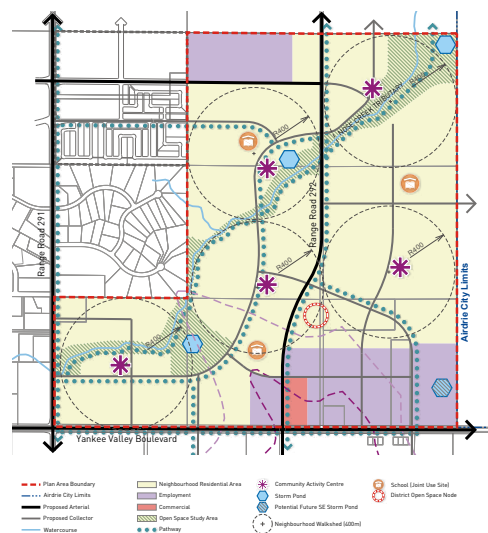 R400
NOSE CREEK TRIBUTARY
R400
Range Road 292
Range Road 291
R400
R400
Airdrie City Limits
R400
Yankee Valley Boulevard
Plan Area Boundary
Airdrie City Limits
Proposed Arterial
Proposed Collector
Watercourse
Neighbourhood Residential Area
Employment
Commercial
Open Space Study Area
Pathway
Community Activity Centre
Storm Pond
Potential Future SE Storm Pond
Neighbourhood Walkshed (400m)
School (Joint Use Site)
District Open Space Node